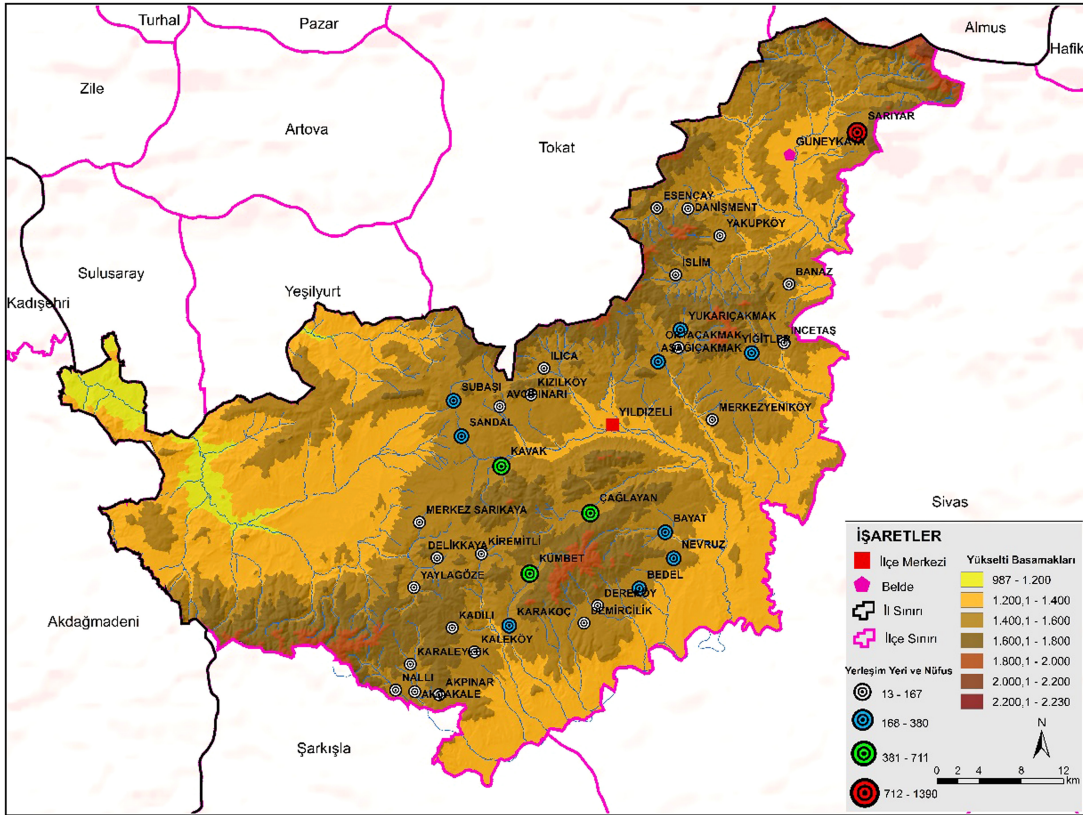 Turhal
Pazar
Almus
Hafik
Zile
Artova
Tokat
SARIYAR
GÜNEYKAYA
ESENÇAY
DANİŞMENT
YAKUPKÖY
Sulusaray
Kadışehri
Yeşilyurt
İSLİM
BANAZ
YUKARIÇAKMAK
ORTAÇAKMAK
YİĞİTLER
İNCETAŞ
AŞAĞIÇAKMAK
ILICA
KIZILKÖY
SUBAŞI
AVCIPINARI
YILDIZELİ
MERKEZYENİKÖY
SANDAL
KAVAK
Sivas
ÇAĞLAYAN
MERKEZ SARIKAYA
BAYAT
KİREMİTLİ
DELİKKAYA
NEVRUZ
KÜMBET
YAYLAGÖZE
BEDEL
DEREKÖY
KADILI
KARAKOÇ
DEMİRCİLİK
Akdağmadeni
KALEKÖY
NALLI
AKPINAR
Şarkışla
İŞARETLER
İlçe Merkezi
Belde
İl Sınırı
İlçe Sınırı
Yerleşim Yeri ve Nüfus
13 - 167
168 - 380
381 - 711
712 - 1390
Yükselti Basamakları
987 - 1.200
1.200,1 - 1.400
1.400,1 - 1.600
1.600,1 - 1.800
1.800,1 - 2.000
2.000,1 - 2.200
2.200,1 - 2.230
N
0 2 4 8 12
km